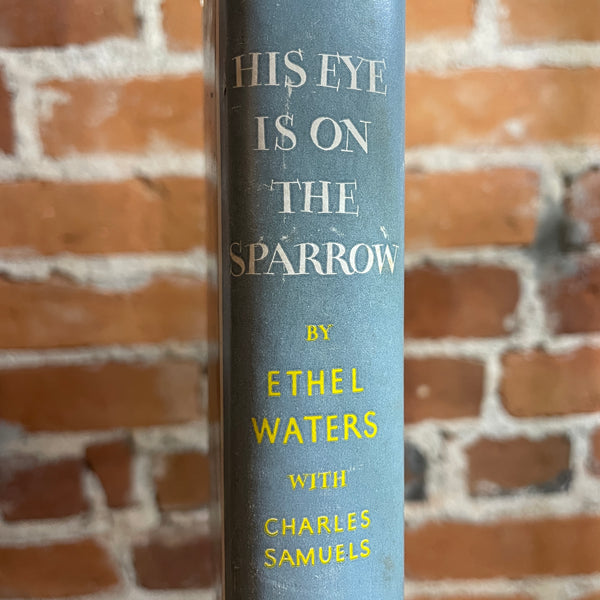 HIS EYE
IS ON
THE
SPARROW
BY
ETHEL
WATERS
WITH
CHARLES
SAMUELS